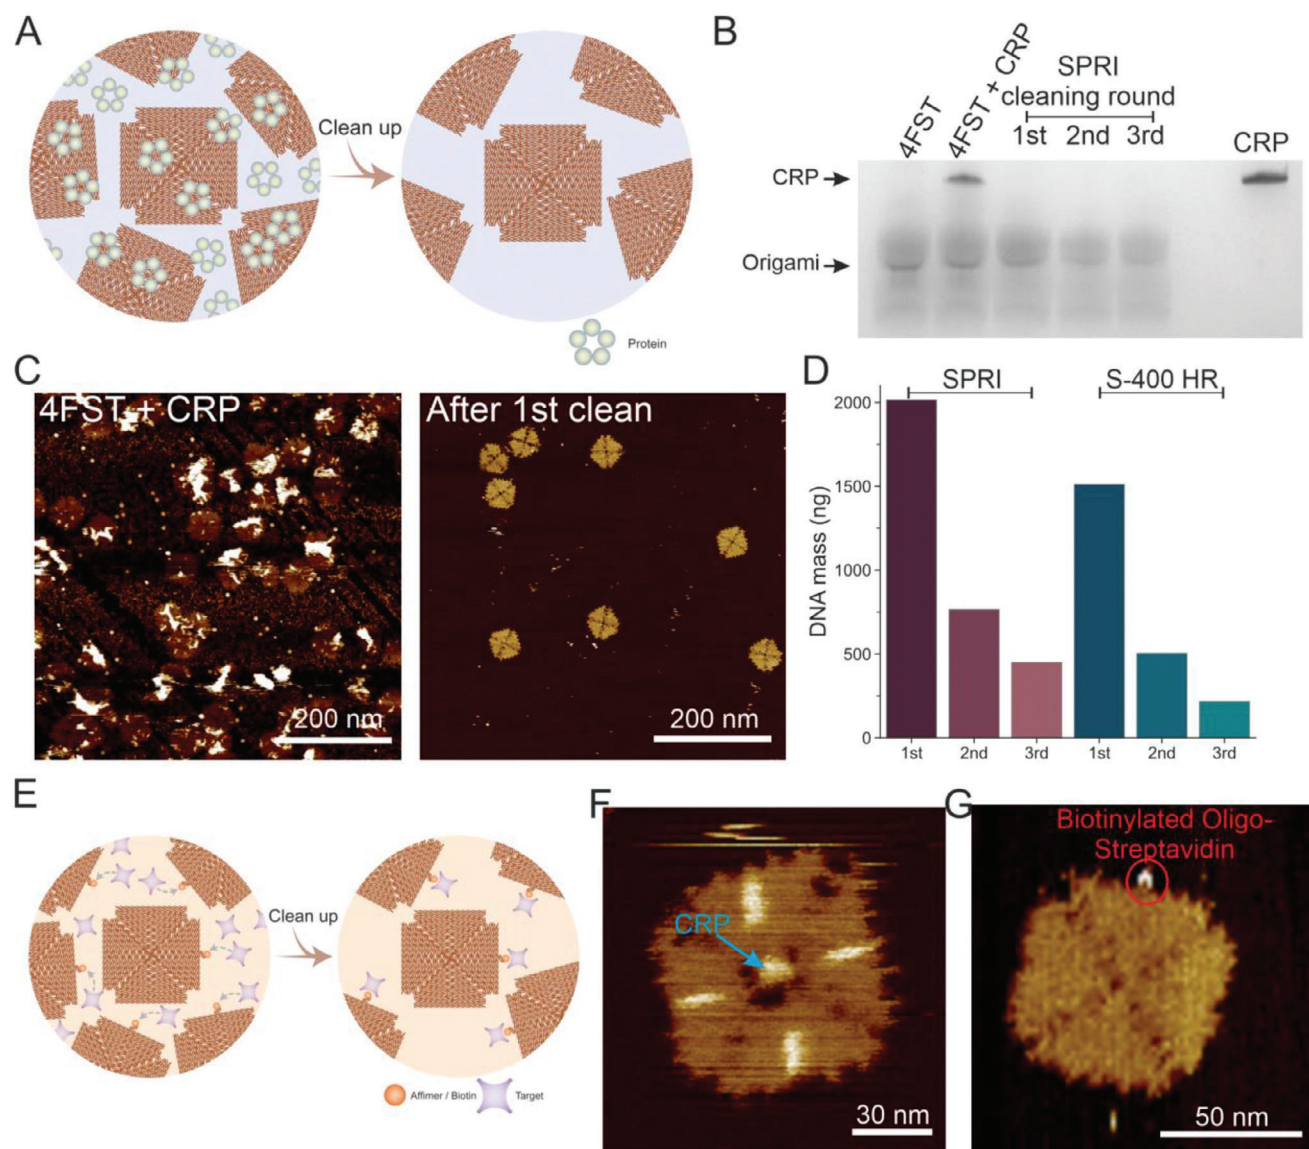 A
Clean up
Protein
B
4FST
4FST + CRP
SPRI
cleaning round
1st 2nd 3rd
CRP
CRP
Origami
C
4FST + CRP
200 nm
After 1st clean
200 nm
D
SPRI
S-400 HR
DNA mass (ng)
2000
1500
1000
500
0
1st 2nd 3rd 1st 2nd 3rd
E
Clean up
Affimer / Biotin
Target
F
CRP
30 nm
G
Biotinylated Oligo-
Streptavidin
50 nm